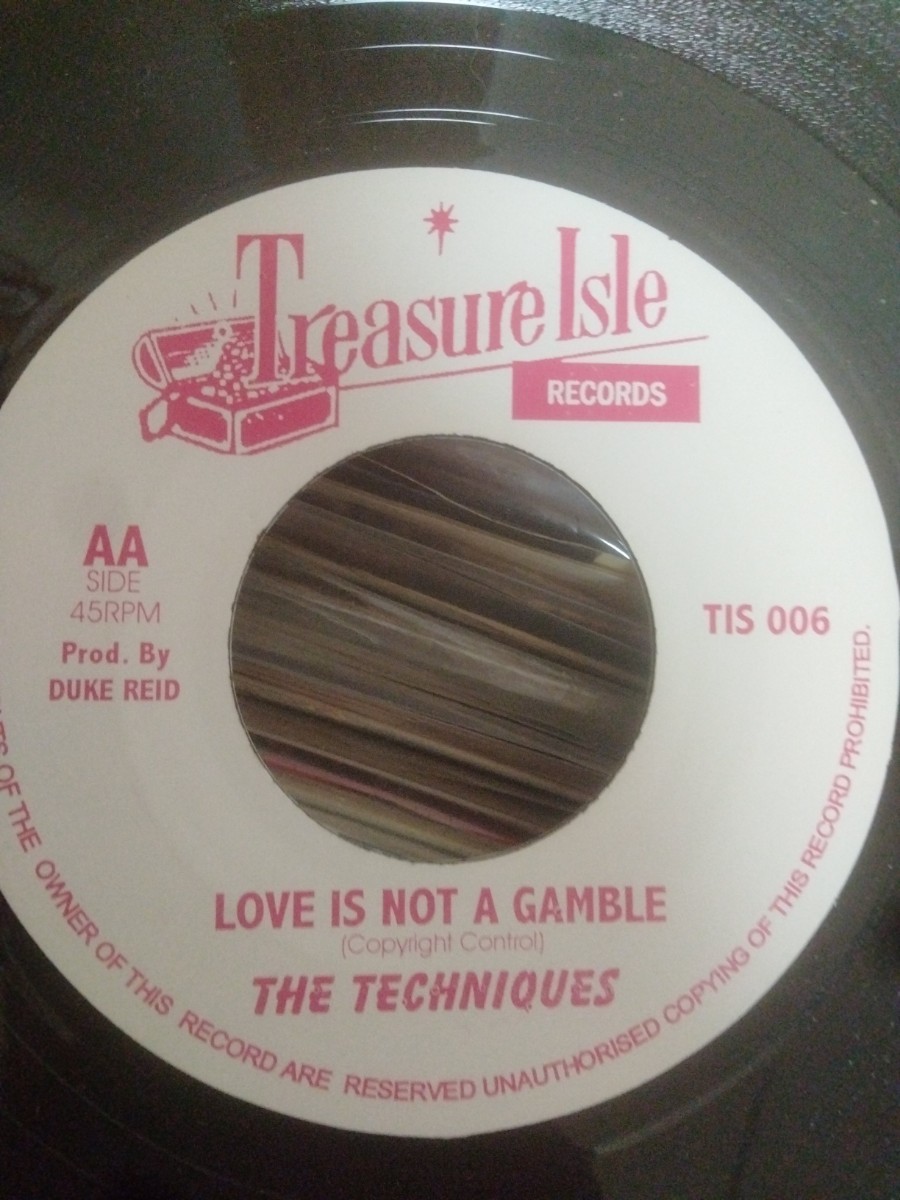 Treasure Isle
RECORDS
AA
SIDE
45RPM
Prod. By
DUKE REID
TIS 006
LOVE IS NOT A GAMBLE
(Copyright Control)
THE TECHNIQUES
OF THE OWNER OF THIS RECORD ARE RESERVED UNAUTHORISED COPYING OF THIS RECORD PROHIBITED.